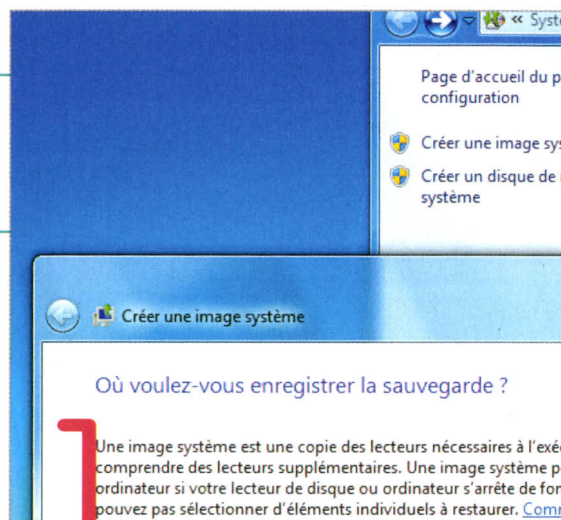 « Syst
Page d'accueil du p
configuration
Créer une image sys
Créer un disque de
système
Créer une image système
Où voulez-vous enregistrer la sauvegarde ?
Une image système est une copie des lecteurs nécessaires à l'exé
comprendre des lecteurs supplémentaires. Une image système p
ordinateur si votre lecteur de disque ou ordinateur s'arrête de fon
pouvez pas sélectionner d'éléments individuels à restaurer. Comm